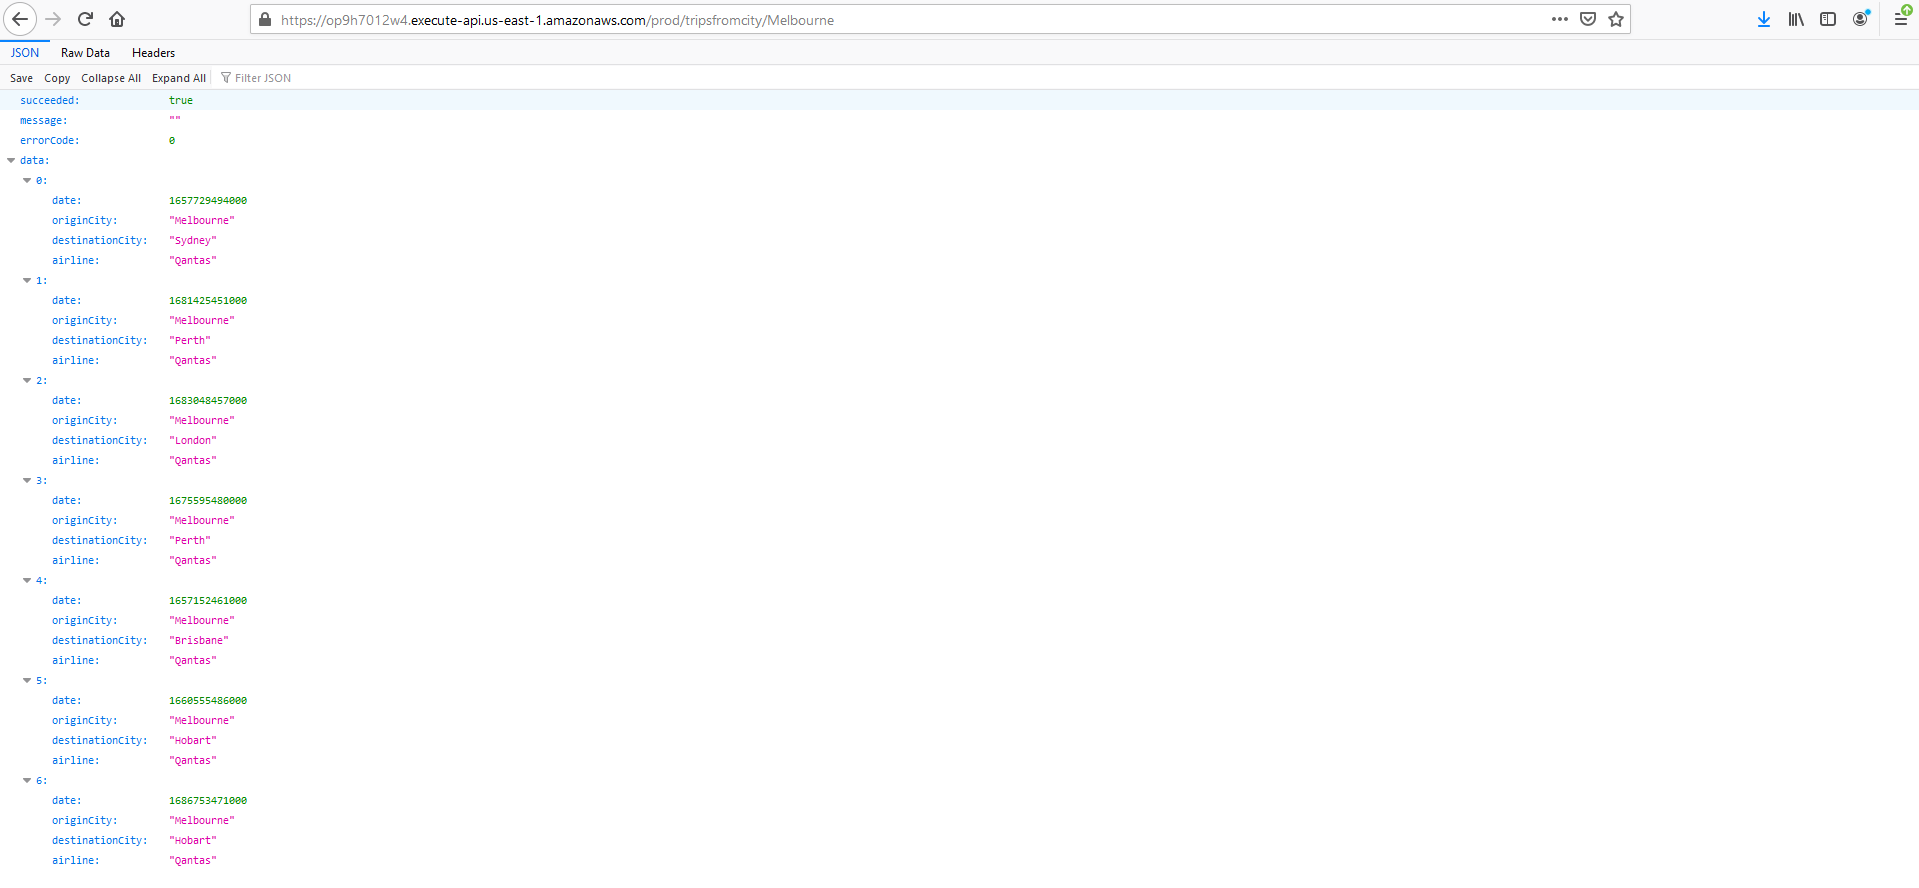 https://op9h7012w4.execute-api.us-east-1.amazonaws.com/prod/tripsfromcity/Melbourne
JSON Raw Data Headers
Save Copy Collapse All Expand All Filter JSON
succeeded: true
message: ""
errorCode: 0
data:
0:
date: 1657729494000
originCity: "Melbourne"
destinationCity: "Sydney"
airline: "Qantas"
1:
date: 1681425451000
originCity: "Melbourne"
destinationCity: "Perth"
airline: "Qantas"
2:
date: 1683048457000
originCity: "Melbourne"
destinationCity: "London"
airline: "Qantas"
3:
date: 1675595480000
originCity: "Melbourne"
destinationCity: "Perth"
airline: "Qantas"
4:
date: 1657152461000
originCity: "Melbourne"
destinationCity: "Brisbane"
airline: "Qantas"
5:
date: 1660555486000
originCity: "Melbourne"
destinationCity: "Hobart"
airline: "Qantas"
6:
date: 1686753471000
originCity: "Melbourne"
destinationCity: "Hobart"
airline: "Qantas"